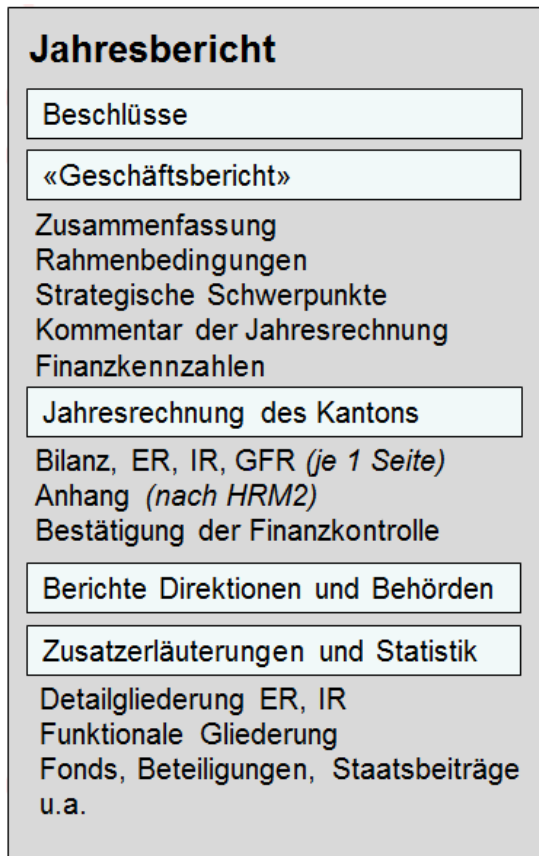 Jahresbericht
Beschlüsse
«Geschäftsbericht»
Zusammenfassung
Rahmenbedingungen
Strategische Schwerpunkte
Kommentar der Jahresrechnung
Finanzkennzahlen
Jahresrechnung des Kantons
Bilanz, ER, IR, GFR (je 1 Seite)
Anhang (nach HRM2)
Bestätigung der Finanzkontrolle
Berichte Direktionen und Behörden
Zusatzerläuterungen und Statistik
Detailgliederung ER, IR
Funktionale Gliederung
Fonds, Beteiligungen, Staatsbeiträge
u.a.